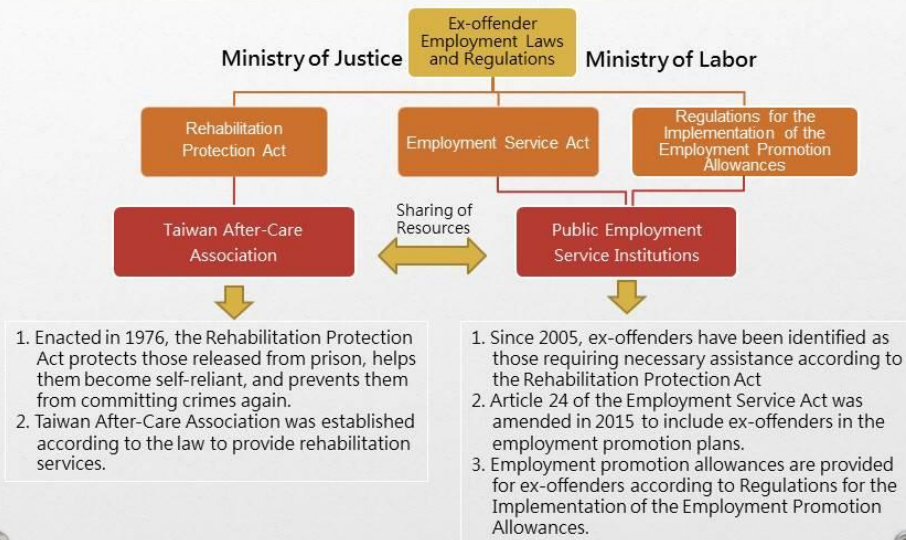 Ex-offender
Employment Laws
and Regulations
Ministry of Justice
Ministry of Labor
Rehabilitation
Protection Act
Employment Service Act
Regulations for the
Implementation of the
Employment Promotion
Allowances
Taiwan After-Care
Association
Sharing of
Resources
Public Employment
Service Institutions
1. Enacted in 1976, the Rehabilitation Protection
Act protects those released from prison, helps
them become self-reliant, and prevents them
from committing crimes again.
2. Taiwan After-Care Association was established
according to the law to provide rehabilitation
services.
1. Since 2005, ex-offenders have been identified as
those requiring necessary assistance according to
the Rehabilitation Protection Act
2. Article 24 of the Employment Service Act was
amended in 2015 to include ex-offenders in the
employment promotion plans.
3. Employment promotion allowances are provided
for ex-offenders according to Regulations for the
Implementation of the Employment Promotion
Allowances.